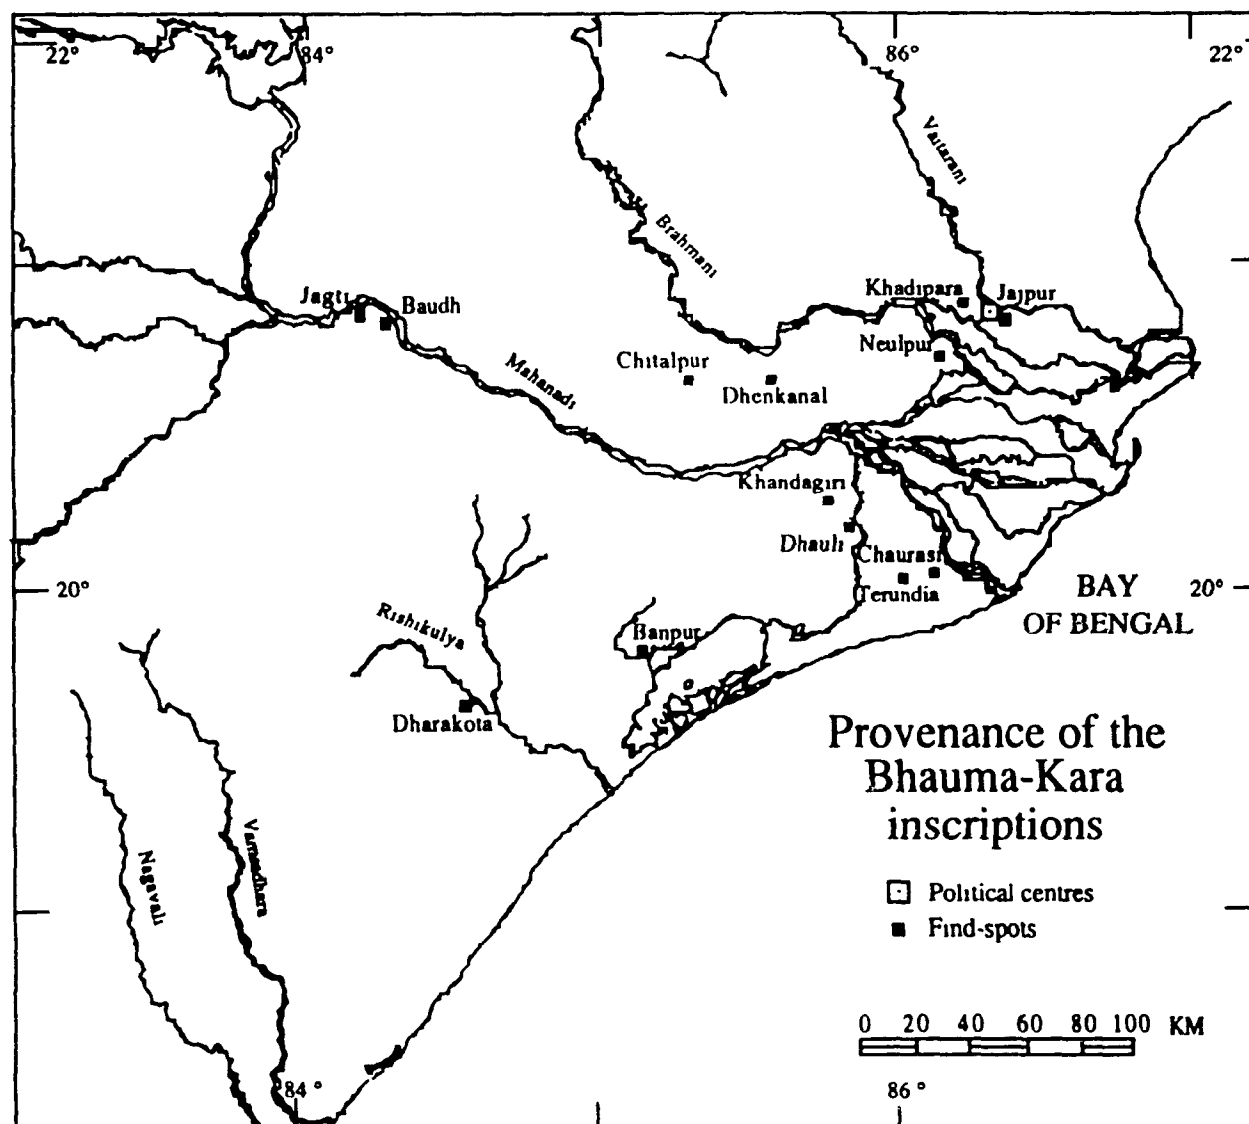 22°
84°
86°
22°
Vaitarani
Brahmani
Jagti
Baudh
Khadipara
Jajpur
Neulpur
Chitalpur
Dhenkanal
Mahanadi
Khandagiri
Dhauli
Chaurasi
Terundia
20°
20°
BAY
OF BENGAL
Rishikulya
Banpur
Dharakota
Provenance of the
Bhauma-Kara
inscriptions
Vamsadhara
Nagavali
Political centres
Find-spots
0 20 40 60 80 100 KM
84°
86°